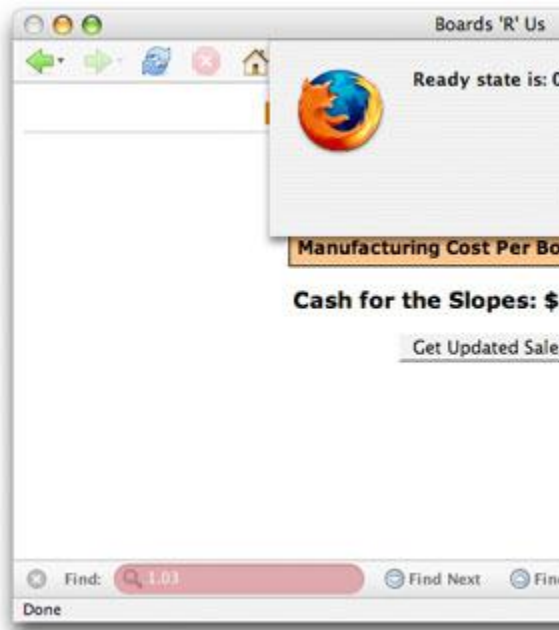 Boards 'R' Us
Ready state is: 0
Manufacturing Cost Per Bo
Cash for the Slopes: $
Get Updated Sale
Find: 1.03 Find Next Fin
Done